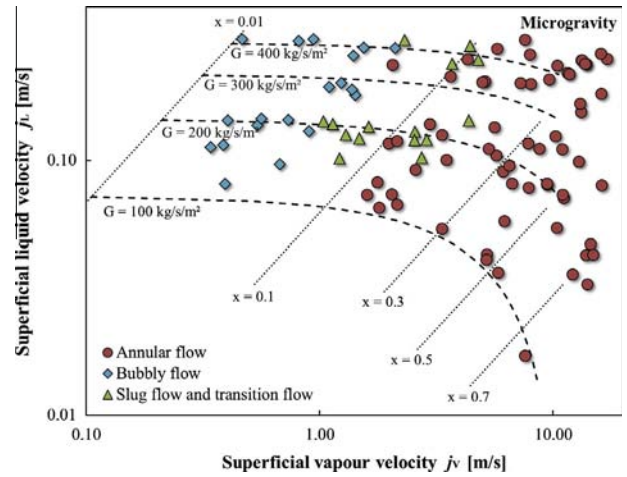 x = 0.01
Microgravity
G = 400 kg/s/m²
G = 300 kg/s/m²
G = 200 kg/s/m²
G = 100 kg/s/m²
0.10
0.01
x = 0.1
x = 0.3
x = 0.5
x = 0.7
Annular flow
Bubbly flow
Slug flow and transition flow
0.10
1.00
10.00
Superficial liquid velocity jL [m/s]
Superficial vapour velocity jV [m/s]